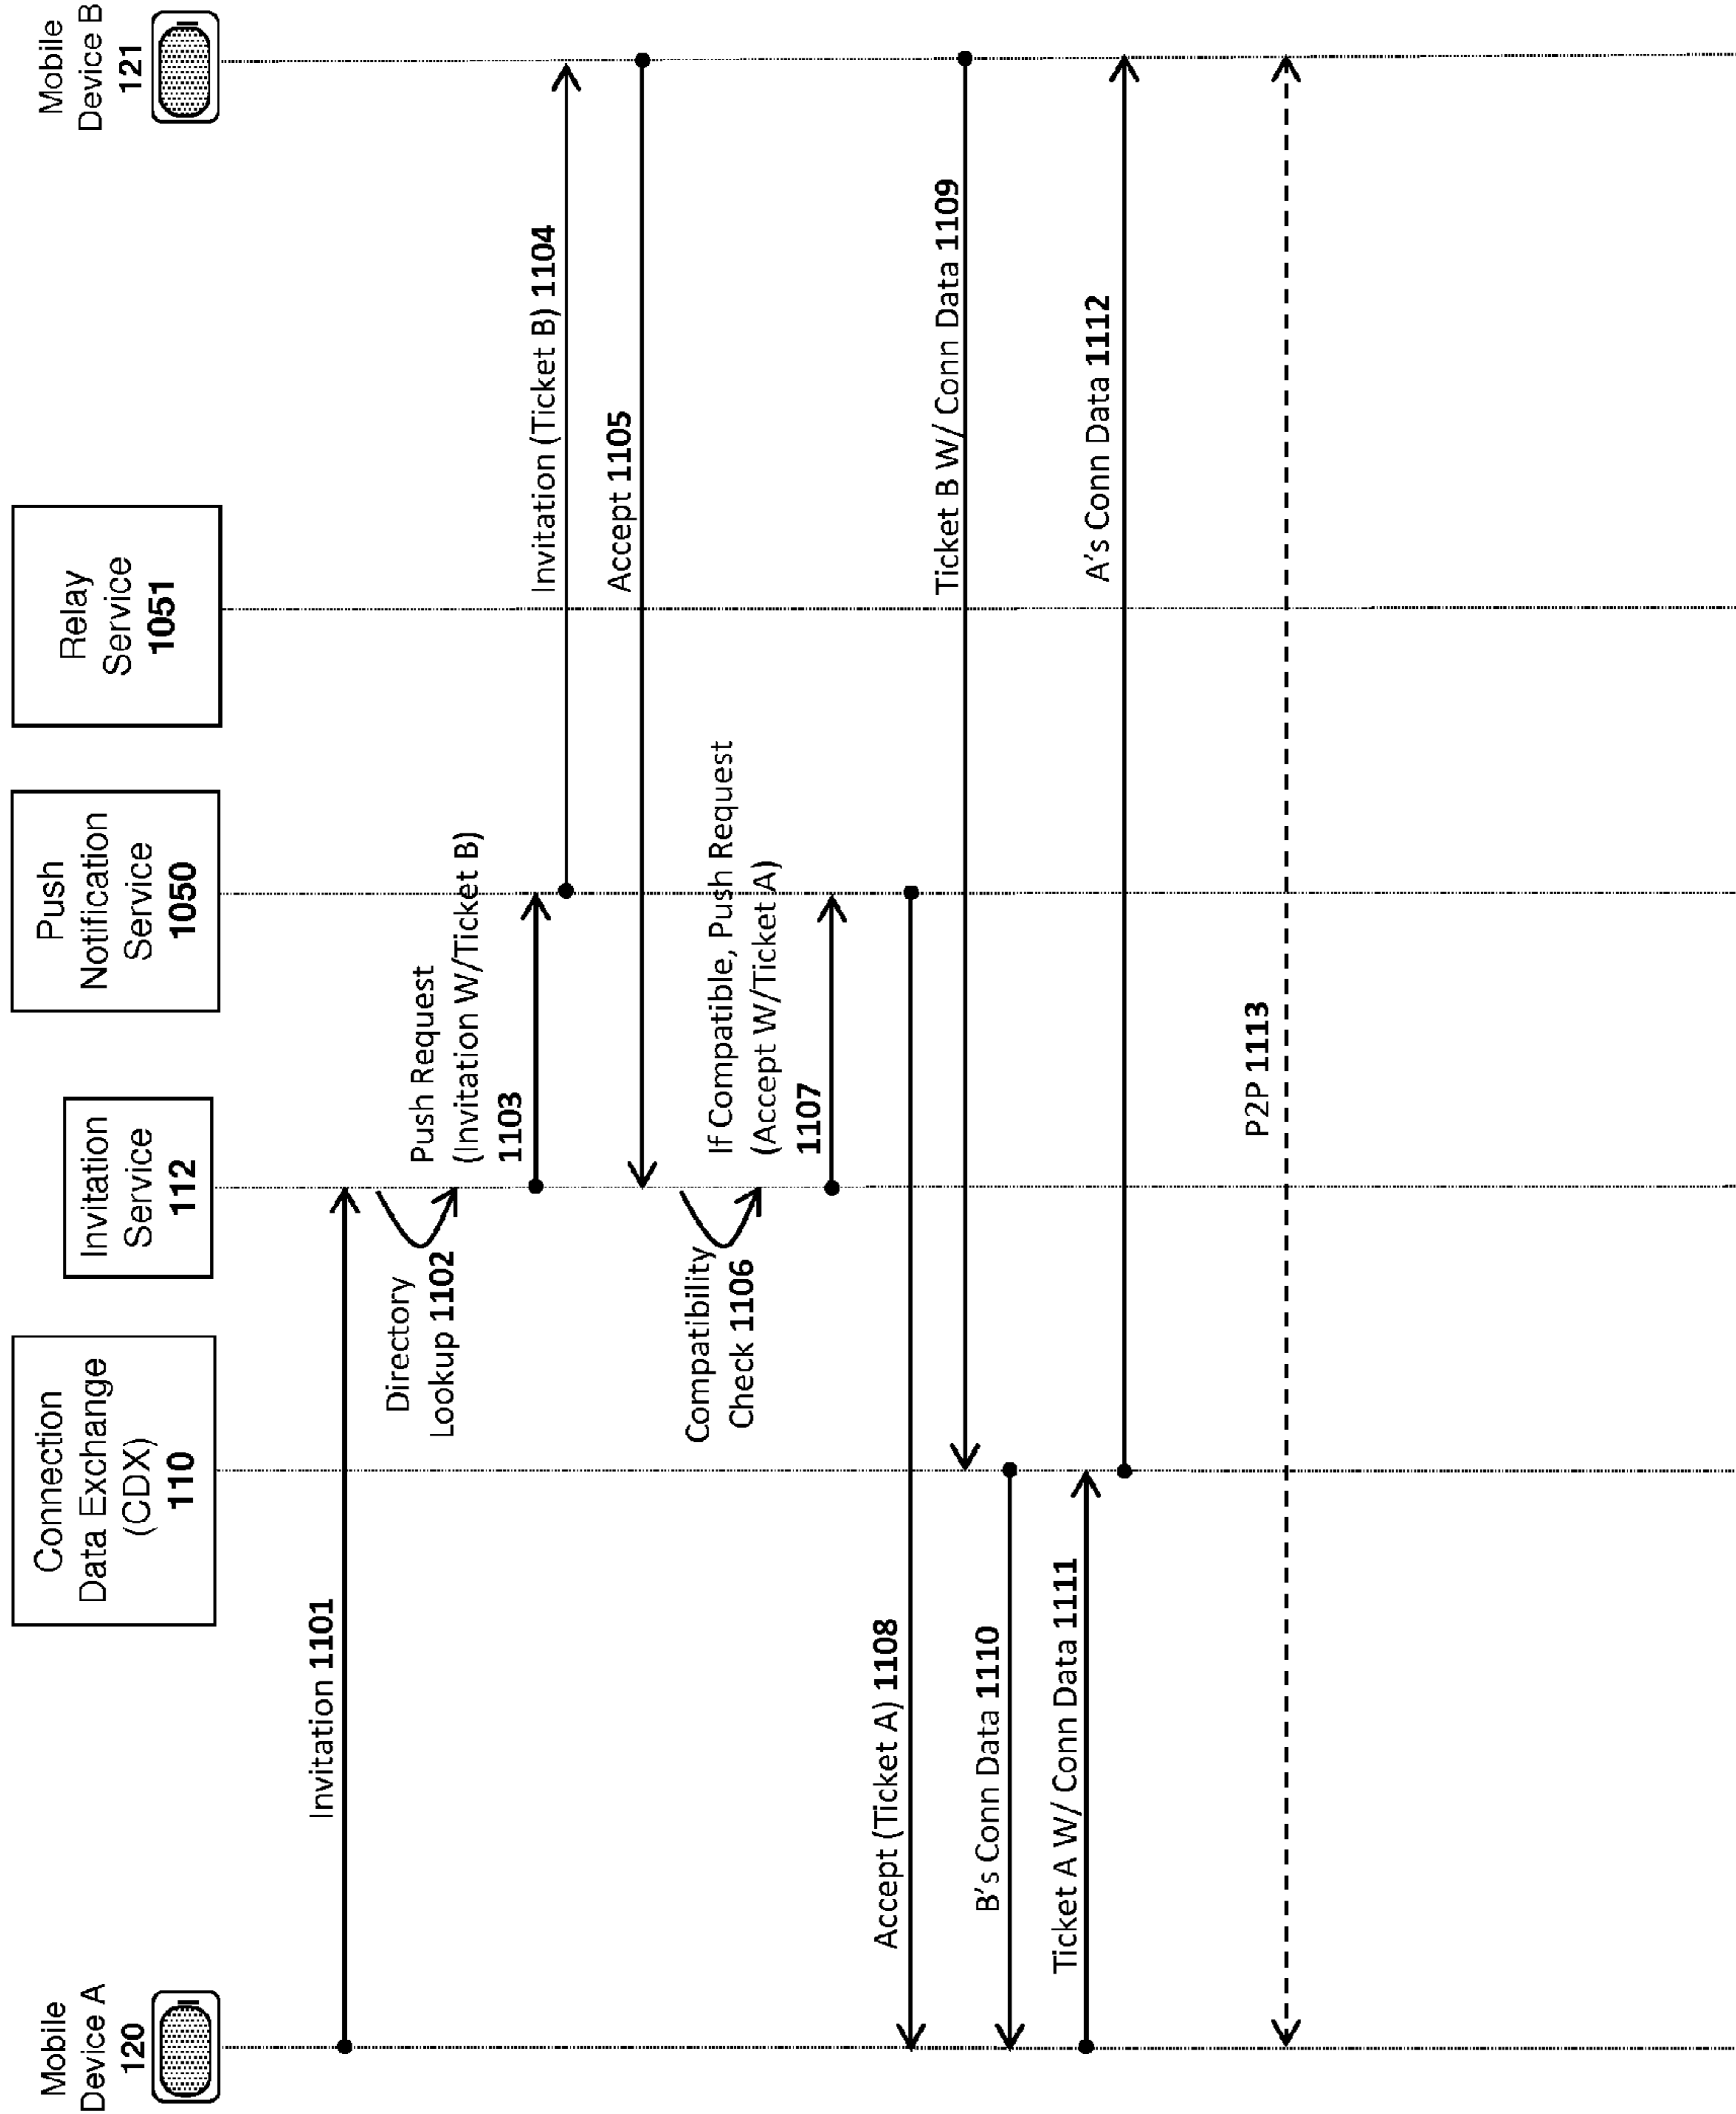 Mobile
Device A
120
Connection
Data Exchange
(CDX)
110
Invitation
Service
112
Push
Notification
Service
1050
Relay
Service
1051
Mobile
Device B
121
Invitation 1101
Directory
Lookup 1102
Push Request
(Invitation W/Ticket B)
1103
Invitation (Ticket B) 1104
Accept 1105
Compatibility
Check 1106
If Compatible, Push Request
(Accept W/Ticket A)
1107
Accept (Ticket A) 1108
Ticket B W/ Conn Data 1109
B's Conn Data 1110
Ticket A W/ Conn Data 1111
A's Conn Data 1112
P2P 1113